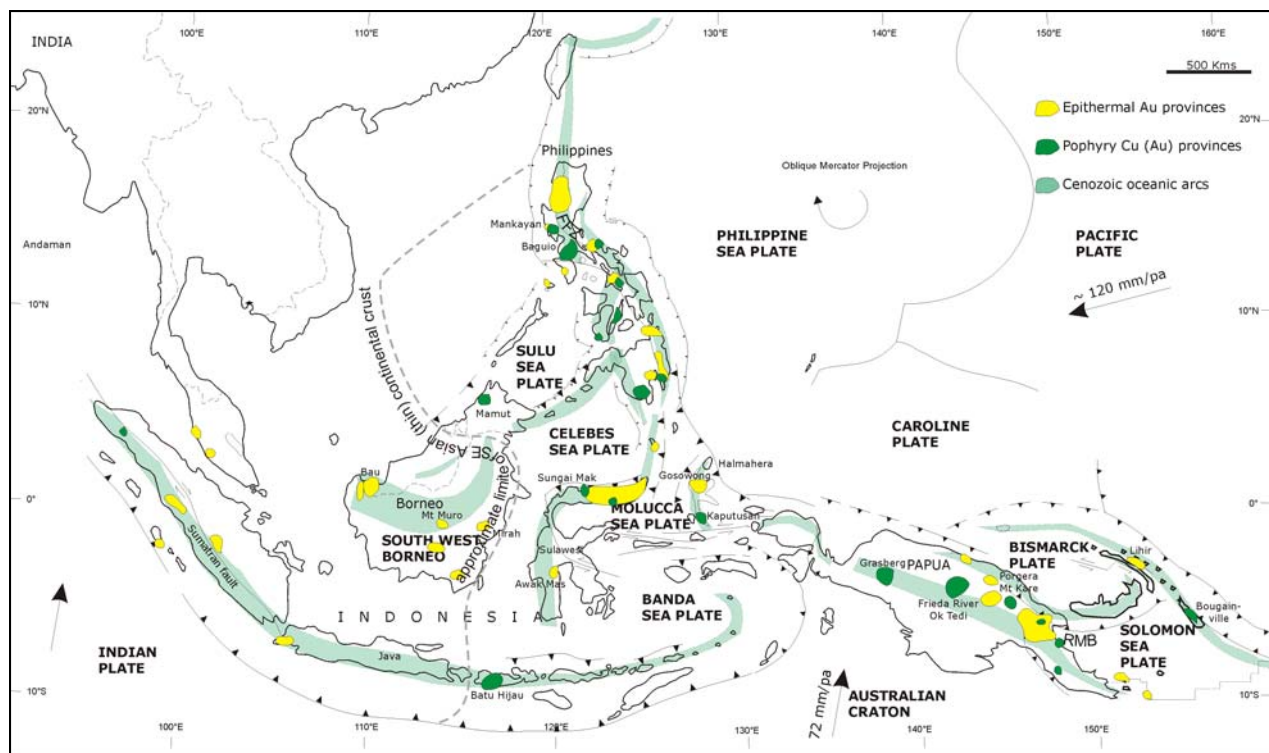 100°E
110°E
120°E
130°E
140°E
150°E
160°E
INDIA
500 Kms
20°N
20°N
Epithermal Au provinces
Pophyry Cu (Au) provinces
Cenozoic oceanic arcs
Philippines
Oblique Mercator Projection
Mankayan
Baguio
Andaman
PHILIPPINE
SEA PLATE
PACIFIC
PLATE
~ 120 mm/pa
10°N
10°N
approximate limite
of SE Asian (thin) continental crust
SULU
SEA
PLATE
Mamut
CELEBES
SEA PLATE
CAROLINE
PLATE
Bau
Borneo
Mt Muro
Mirah
SOUTH WEST
BORNEO
Sungai Mak
Gosowong
Halmahera
MOLUCCA
SEA PLATE
Kaputusan
0°
0°
Sumatran fault
Sulawesi
Awak Mas
BANDA
SEA PLATE
Grasberg
PAPUA
Frieda River
Ok Tedi
Porgera
Mt Kare
BISMARCK
PLATE
Lihir
Bougain-
ville
RMB
SOLOMON
SEA
PLATE
INDONESIA
INDIAN
PLATE
Java
Batu Hijau
72 mm/pa
AUSTRALIAN
CRATON
10°S
10°S
100°E
110°E
120°E
130°E
140°E
150°E